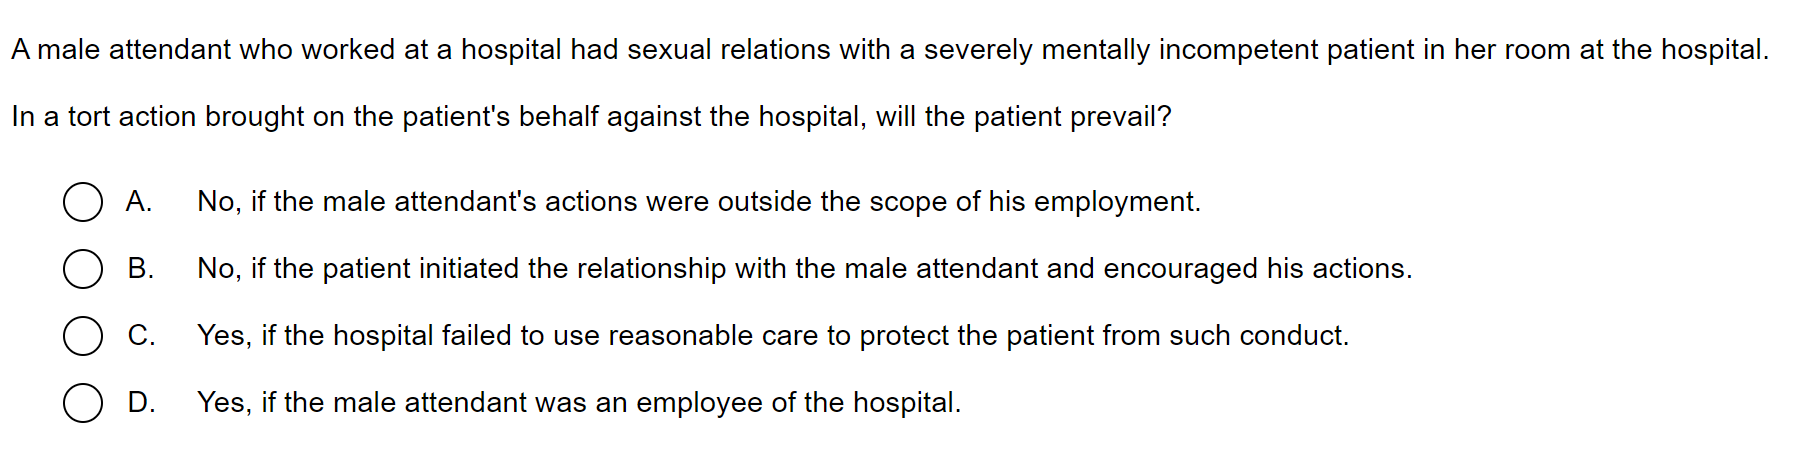 A male attendant who worked at a hospital had sexual relations with a severely mentally incompetent patient in her room at the hospital.
In a tort action brought on the patient's behalf against the hospital, will the patient prevail?
A. No, if the male attendant's actions were outside the scope of his employment.
B. No, if the patient initiated the relationship with the male attendant and encouraged his actions.
C. Yes, if the hospital failed to use reasonable care to protect the patient from such conduct.
D. Yes, if the male attendant was an employee of the hospital.